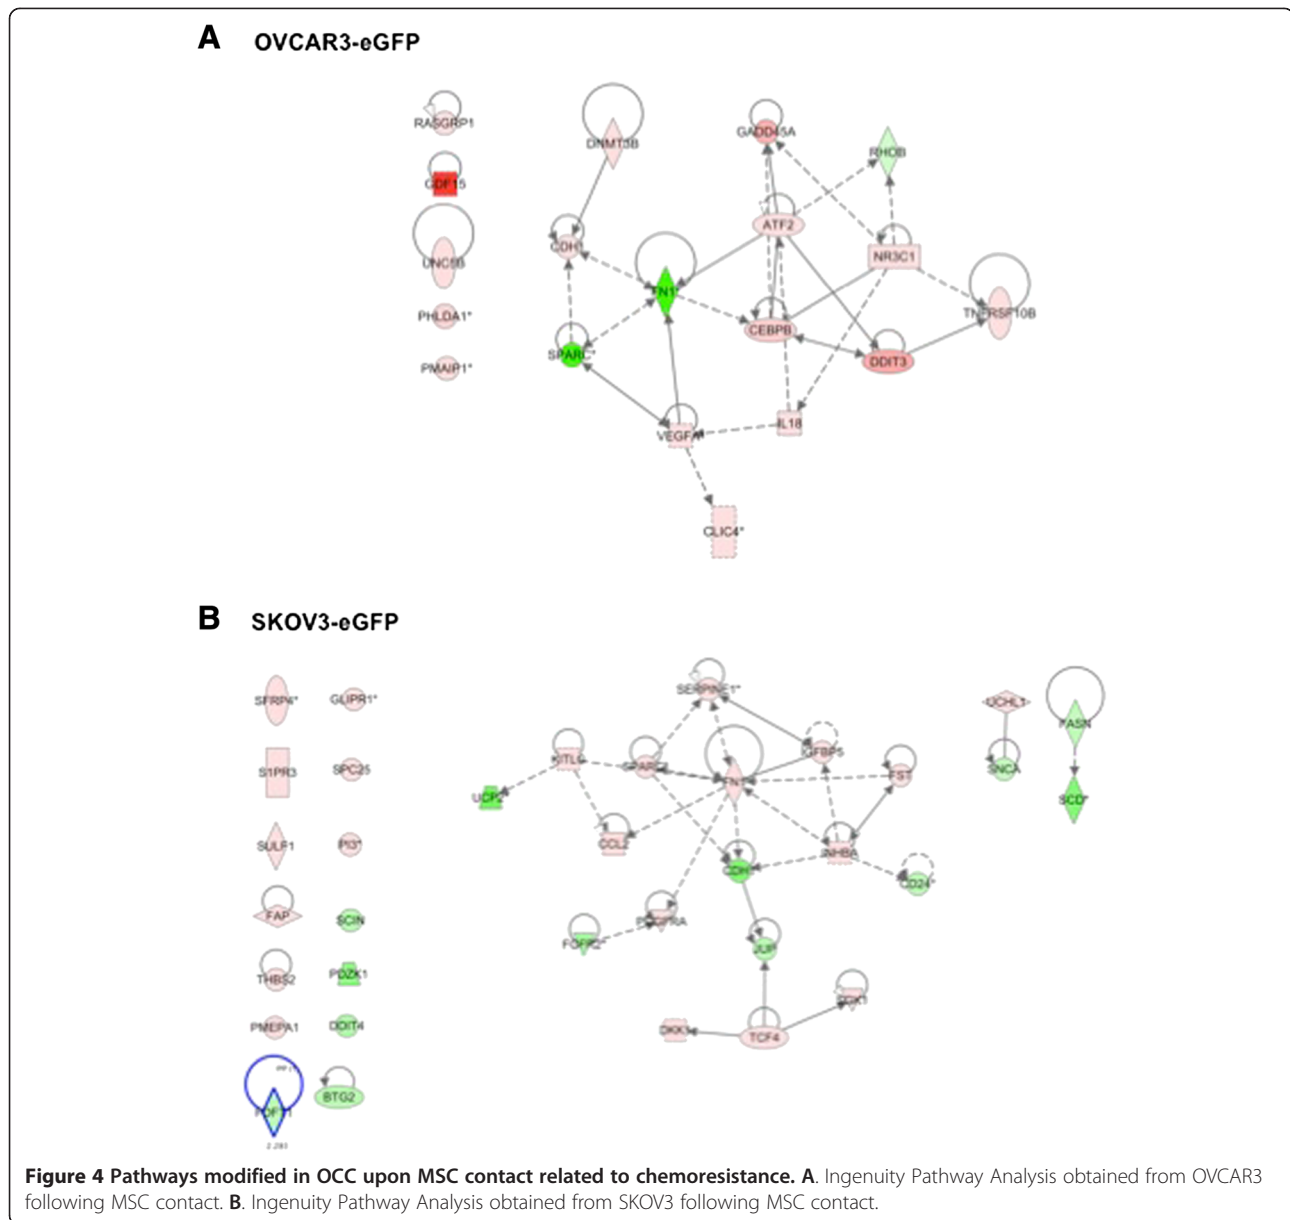 A OVCAR3-eGFP
RASGRP1
DNMT3B
GADD45A
RHOB
GDF15
ATF2
UNC5B
CDH1
NR3C1
FN1*
PHLDA1*
CEBPB
TNFRSF10B
SPARC*
DDIT3
PMAIP1*
VEGFA*
IL18
CLIC4*
B SKOV3-eGFP
SFRP4*
GLIPR1*
SERPINE1*
UCHL1*
FASN
KITLG
IGFBP5
S1PR3
SPC25
FST
SNCA
UCP2
SCD*
SULF1
PI3*
CCL2
INHBA
CD24*
FAP
SCIN
PDGFRA
FGFR2*
JUP
THBS2
PDZK1
PMEPA1
DDIT4
DKK1
TCF4
BTG2
Figure 4 Pathways modified in OCC upon MSC contact related to chemoresistance. A. Ingenuity Pathway Analysis obtained from OVCAR3
following MSC contact. B. Ingenuity Pathway Analysis obtained from SKOV3 following MSC contact.